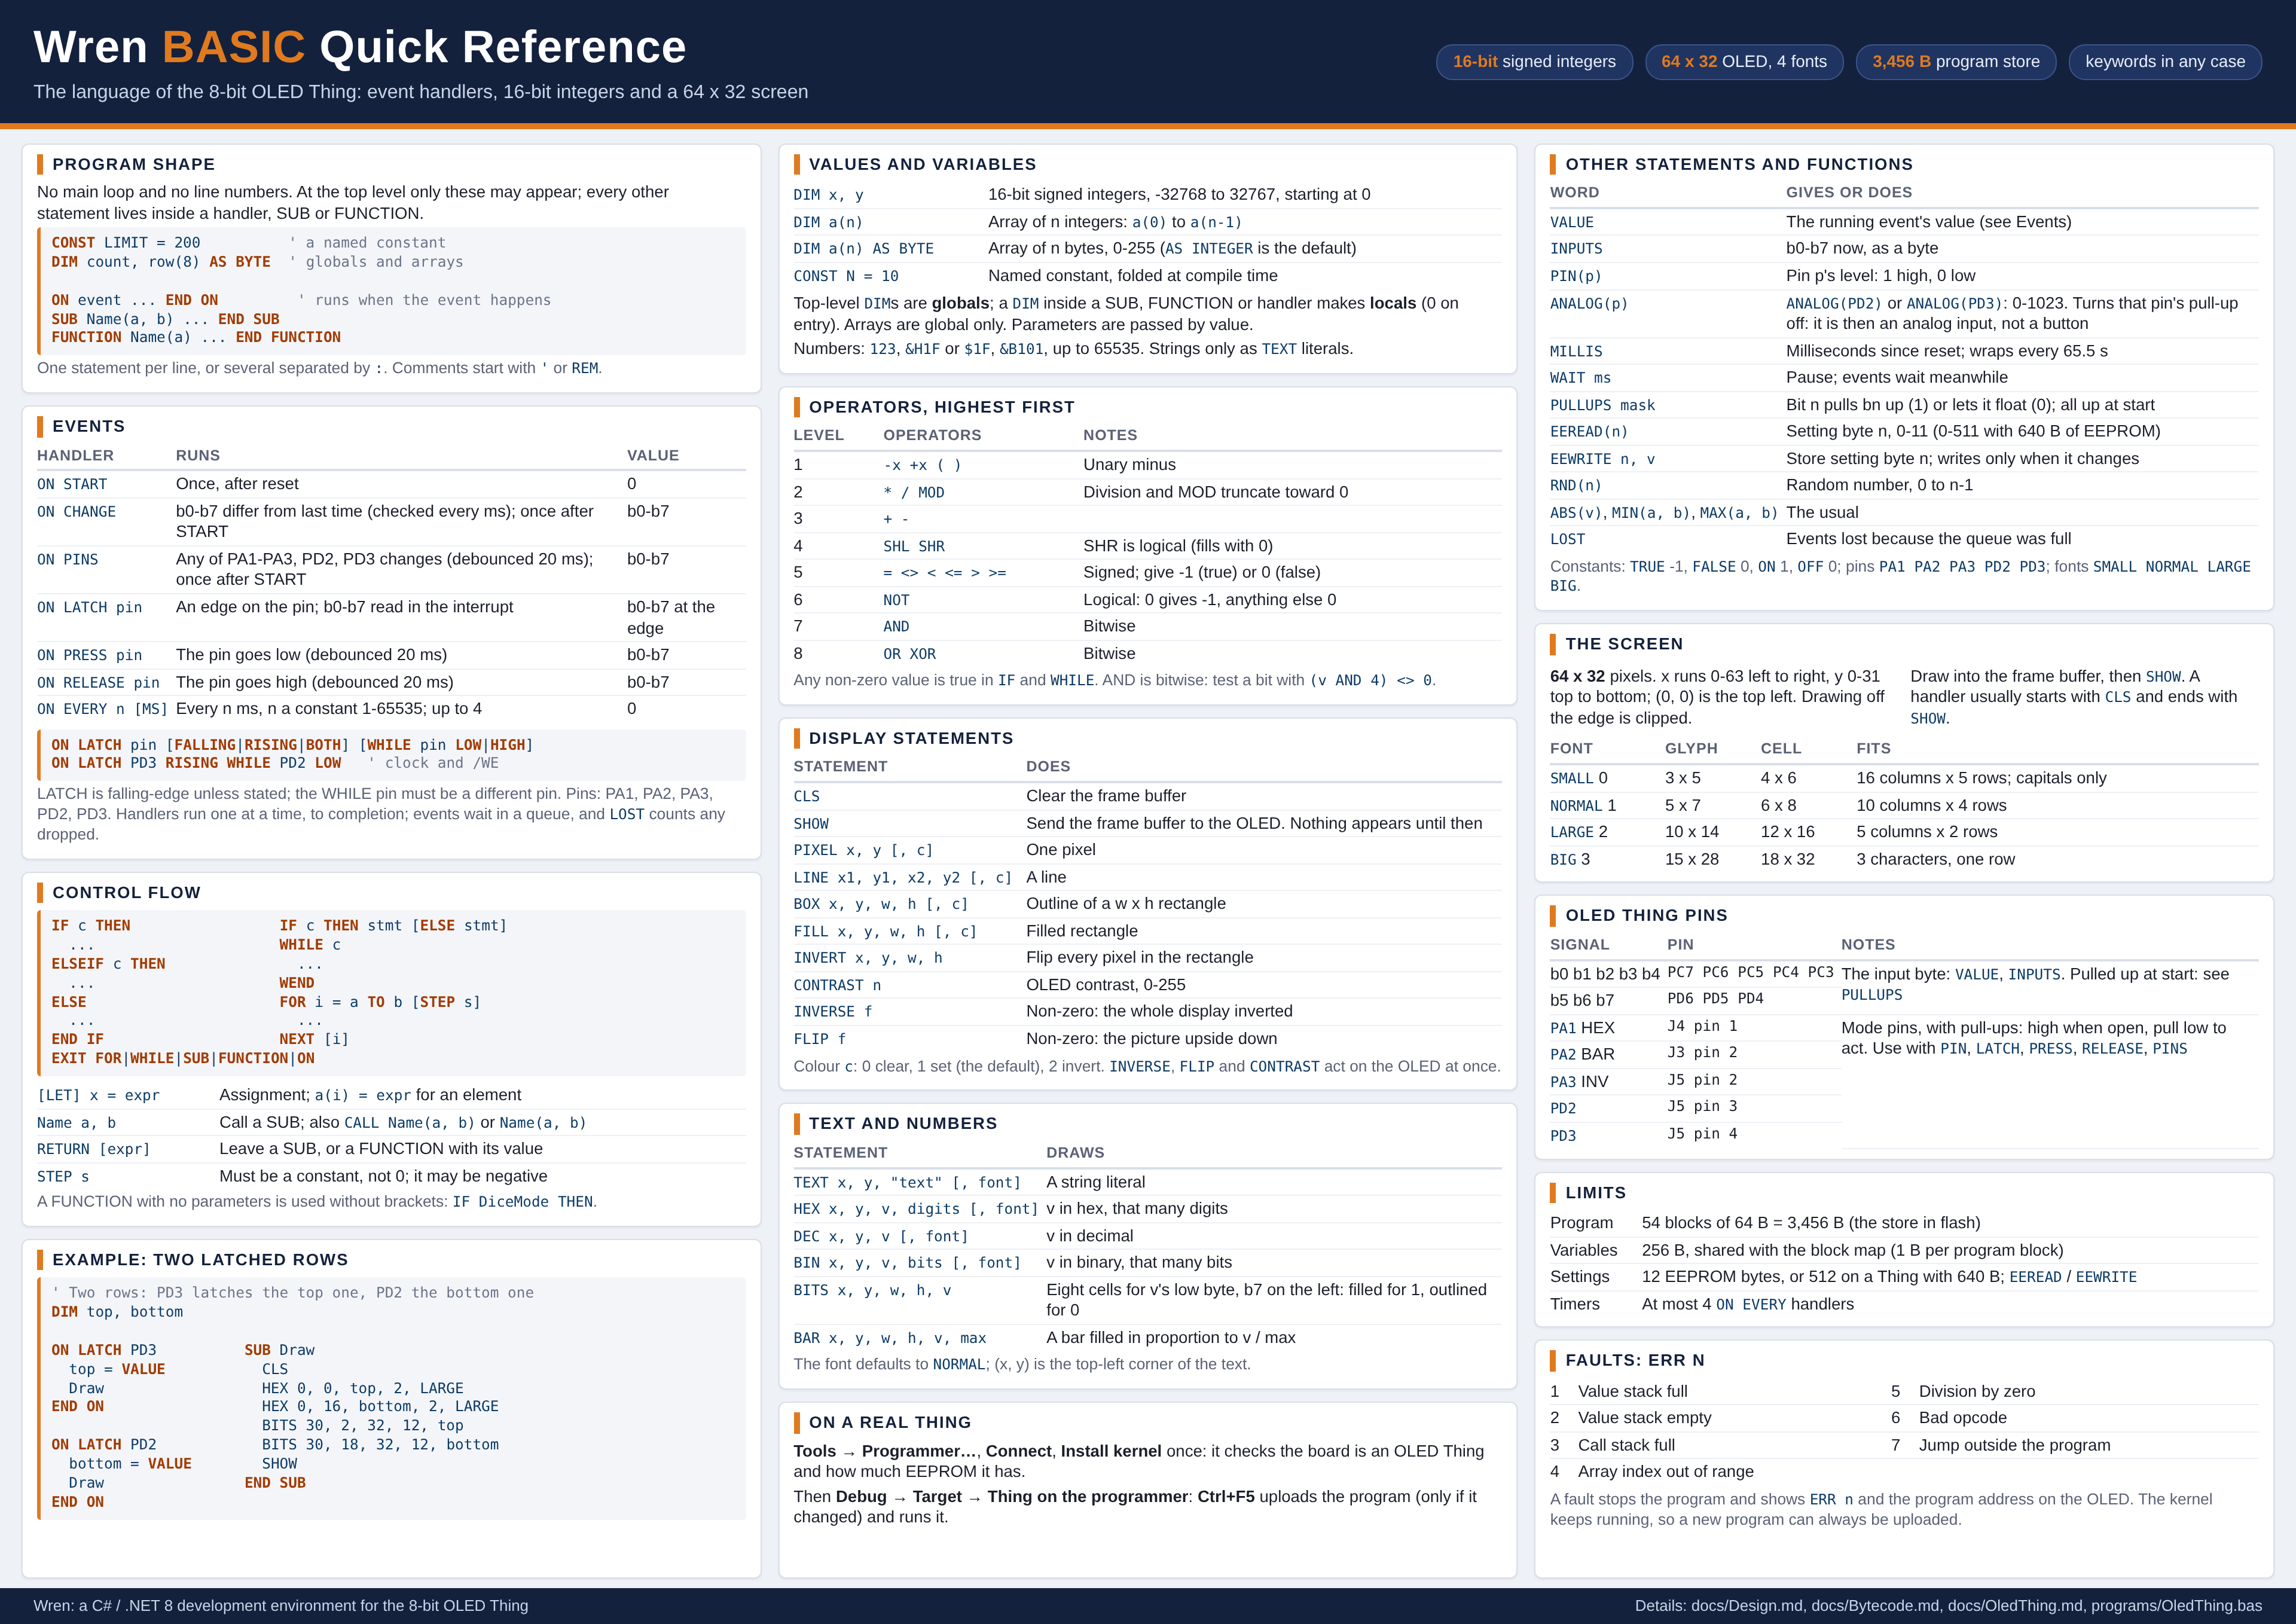 Wren BASIC Quick Reference
The language of the 8-bit OLED Thing: event handlers, 16-bit integers and a 64 x 32 screen
16-bit signed integers
64 x 32 OLED, 4 fonts
3,456 B program store
keywords in any case
PROGRAM SHAPE
No main loop and no line numbers. At the top level only these may appear; every other
statement lives inside a handler, SUB or FUNCTION.
CONST LIMIT = 200 ' a named constant
DIM count, row(8) AS BYTE ' globals and arrays
ON event ... END ON ' runs when the event happens
SUB Name(a, b) ... END SUB
FUNCTION Name(a) ... END FUNCTION
One statement per line, or several separated by :. Comments start with ' or REM.
EVENTS
HANDLER RUNS VALUE
ON START Once, after reset 0
ON CHANGE b0-b7 differ from last time (checked every ms); once after b0-b7
START
ON PINS Any of PA1-PA3, PD2, PD3 changes (debounced 20 ms); b0-b7
once after START
ON LATCH pin An edge on the pin; b0-b7 read in the interrupt b0-b7 at the
edge
ON PRESS pin The pin goes low (debounced 20 ms) b0-b7
ON RELEASE pin The pin goes high (debounced 20 ms) b0-b7
ON EVERY n [MS] Every n ms, n a constant 1-65535; up to 4 0
ON LATCH pin [FALLING|RISING|BOTH] [WHILE pin LOW|HIGH]
ON LATCH PD3 RISING WHILE PD2 LOW ' clock and /WE
LATCH is falling-edge unless stated; the WHILE pin must be a different pin. Pins: PA1, PA2, PA3,
PD2, PD3. Handlers run one at a time, to completion; events wait in a queue, and LOST counts any
dropped.
CONTROL FLOW
IF c THEN IF c THEN stmt [ELSE stmt]
... WHILE c
ELSEIF c THEN ...
... WEND
ELSE FOR i = a TO b [STEP s]
... ...
END IF NEXT [i]
EXIT FOR|WHILE|SUB|FUNCTION|ON
[LET] x = expr Assignment; a(i) = expr for an element
Name a, b Call a SUB; also CALL Name(a, b) or Name(a, b)
RETURN [expr] Leave a SUB, or a FUNCTION with its value
STEP s Must be a constant, not 0; it may be negative
A FUNCTION with no parameters is used without brackets: IF DiceMode THEN.
EXAMPLE: TWO LATCHED ROWS
' Two rows: PD3 latches the top one, PD2 the bottom one
DIM top, bottom
ON LATCH PD3 SUB Draw
top = VALUE CLS
Draw HEX 0, 0, top, 2, LARGE
END ON HEX 0, 16, bottom, 2, LARGE
BITS 30, 2, 32, 12, top
ON LATCH PD2 BITS 30, 18, 32, 12, bottom
bottom = VALUE SHOW
Draw END SUB
END ON
VALUES AND VARIABLES
DIM x, y 16-bit signed integers, -32768 to 32767, starting at 0
DIM a(n) Array of n integers: a(0) to a(n-1)
DIM a(n) AS BYTE Array of n bytes, 0-255 (AS INTEGER is the default)
CONST N = 10 Named constant, folded at compile time
Top-level DIMs are globals; a DIM inside a SUB, FUNCTION or handler makes locals (0 on
entry). Arrays are global only. Parameters are passed by value.
Numbers: 123, &H1F or $1F, &B101, up to 65535. Strings only as TEXT literals.
OPERATORS, HIGHEST FIRST
LEVEL OPERATORS NOTES
1 -x +x ( ) Unary minus
2 * / MOD Division and MOD truncate toward 0
3 + -
4 SHL SHR SHR is logical (fills with 0)
5 = <> < <= > >= Signed; give -1 (true) or 0 (false)
6 NOT Logical: 0 gives -1, anything else 0
7 AND Bitwise
8 OR XOR Bitwise
Any non-zero value is true in IF and WHILE. AND is bitwise: test a bit with (v AND 4) <> 0.
DISPLAY STATEMENTS
STATEMENT DOES
CLS Clear the frame buffer
SHOW Send the frame buffer to the OLED. Nothing appears until then
PIXEL x, y [, c] One pixel
LINE x1, y1, x2, y2 [, c] A line
BOX x, y, w, h [, c] Outline of a w x h rectangle
FILL x, y, w, h [, c] Filled rectangle
INVERT x, y, w, h Flip every pixel in the rectangle
CONTRAST n OLED contrast, 0-255
INVERSE f Non-zero: the whole display inverted
FLIP f Non-zero: the picture upside down
Colour c: 0 clear, 1 set (the default), 2 invert. INVERSE, FLIP and CONTRAST act on the OLED at once.
TEXT AND NUMBERS
STATEMENT DRAWS
TEXT x, y, "text" [, font] A string literal
HEX x, y, v, digits [, font] v in hex, that many digits
DEC x, y, v [, font] v in decimal
BIN x, y, v, bits [, font] v in binary, that many bits
BITS x, y, w, h, v Eight cells for v's low byte, b7 on the left: filled for 1, outlined
for 0
BAR x, y, w, h, v, max A bar filled in proportion to v / max
The font defaults to NORMAL; (x, y) is the top-left corner of the text.
ON A REAL THING
Tools → Programmer…, Connect, Install kernel once: it checks the board is an OLED Thing
and how much EEPROM it has.
Then Debug → Target → Thing on the programmer: Ctrl+F5 uploads the program (only if it
changed) and runs it.
OTHER STATEMENTS AND FUNCTIONS
WORD GIVES OR DOES
VALUE The running event's value (see Events)
INPUTS b0-b7 now, as a byte
PIN(p) Pin p's level: 1 high, 0 low
ANALOG(p) ANALOG(PD2) or ANALOG(PD3): 0-1023. Turns that pin's pull-up
off: it is then an analog input, not a button
MILLIS Milliseconds since reset; wraps every 65.5 s
WAIT ms Pause; events wait meanwhile
PULLUPS mask Bit n pulls bn up (1) or lets it float (0); all up at start
EEREAD(n) Setting byte n, 0-11 (0-511 with 640 B of EEPROM)
EEWRITE n, v Store setting byte n; writes only when it changes
RND(n) Random number, 0 to n-1
ABS(v), MIN(a, b), MAX(a, b) The usual
LOST Events lost because the queue was full
Constants: TRUE -1, FALSE 0, ON 1, OFF 0; pins PA1 PA2 PA3 PD2 PD3; fonts SMALL NORMAL LARGE
BIG.
THE SCREEN
64 x 32 pixels. x runs 0-63 left to right, y 0-31
top to bottom; (0, 0) is the top left. Drawing off
the edge is clipped.
Draw into the frame buffer, then SHOW. A
handler usually starts with CLS and ends with
SHOW.
FONT GLYPH CELL FITS
SMALL 0 3 x 5 4 x 6 16 columns x 5 rows; capitals only
NORMAL 1 5 x 7 6 x 8 10 columns x 4 rows
LARGE 2 10 x 14 12 x 16 5 columns x 2 rows
BIG 3 15 x 28 18 x 32 3 characters, one row
OLED THING PINS
SIGNAL PIN NOTES
b0 b1 b2 b3 b4 PC7 PC6 PC5 PC4 PC3 The input byte: VALUE, INPUTS. Pulled up at start: see
b5 b6 b7 PD6 PD5 PD4 PULLUPS
PA1 HEX J4 pin 1 Mode pins, with pull-ups: high when open, pull low to
PA2 BAR J3 pin 2 act. Use with PIN, LATCH, PRESS, RELEASE, PINS
PA3 INV J5 pin 2
PD2 J5 pin 3
PD3 J5 pin 4
LIMITS
Program 54 blocks of 64 B = 3,456 B (the store in flash)
Variables 256 B, shared with the block map (1 B per program block)
Settings 12 EEPROM bytes, or 512 on a Thing with 640 B; EEREAD / EEWRITE
Timers At most 4 ON EVERY handlers
FAULTS: ERR N
1 Value stack full 5 Division by zero
2 Value stack empty 6 Bad opcode
3 Call stack full 7 Jump outside the program
4 Array index out of range
A fault stops the program and shows ERR n and the program address on the OLED. The kernel
keeps running, so a new program can always be uploaded.
Wren: a C# / .NET 8 development environment for the 8-bit OLED Thing
Details: docs/Design.md, docs/Bytecode.md, docs/OledThing.md, programs/OledThing.bas